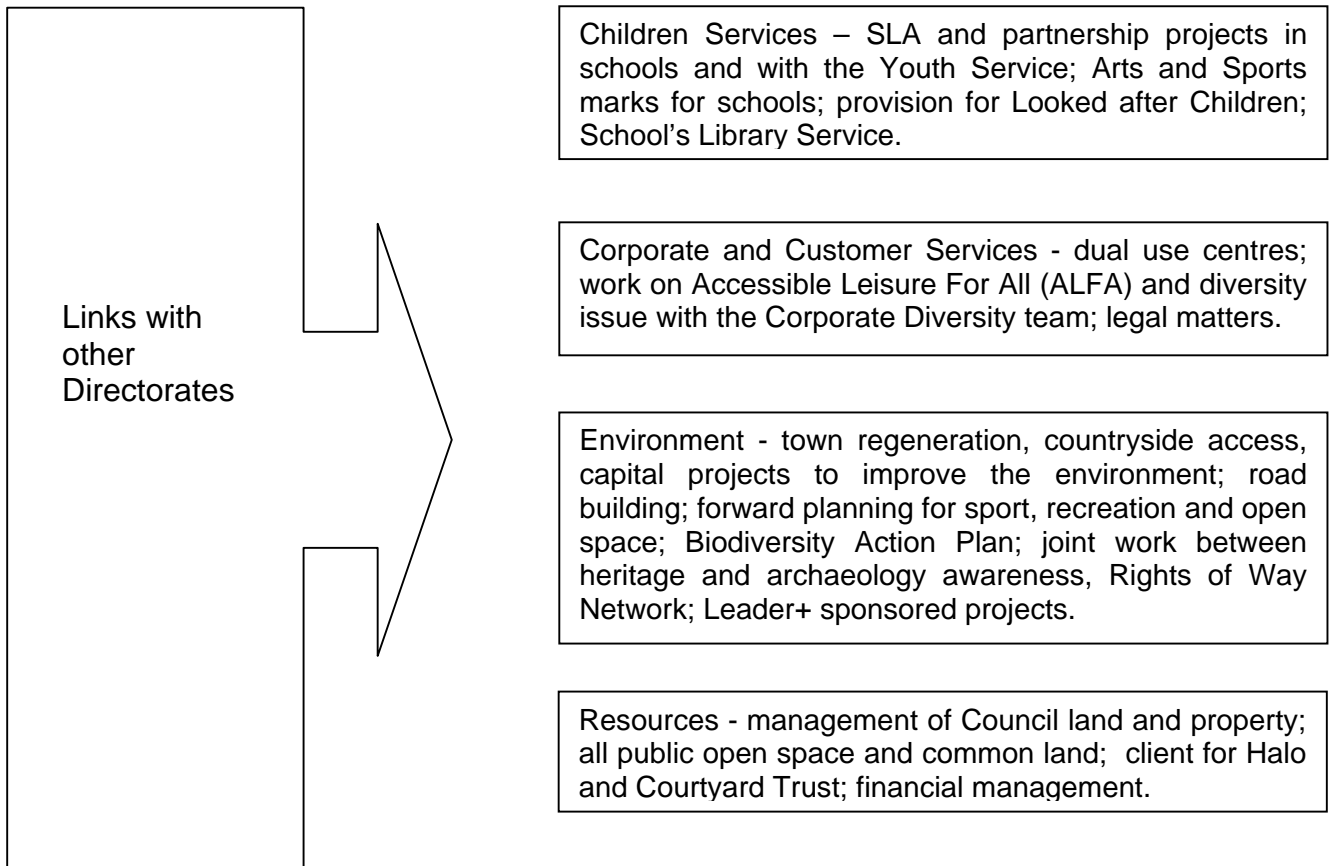 Links with
other
Directorates
Children Services – SLA and partnership projects in
schools and with the Youth Service; Arts and Sports
marks for schools; provision for Looked after Children;
School's Library Service.
Corporate and Customer Services - dual use centres;
work on Accessible Leisure For All (ALFA) and diversity
issue with the Corporate Diversity team; legal matters.
Environment - town regeneration, countryside access,
capital projects to improve the environment; road
building; forward planning for sport, recreation and open
space; Biodiversity Action Plan; joint work between
heritage and archaeology awareness, Rights of Way
Network; Leader+ sponsored projects.
Resources - management of Council land and property;
all public open space and common land; client for Halo
and Courtyard Trust; financial management.